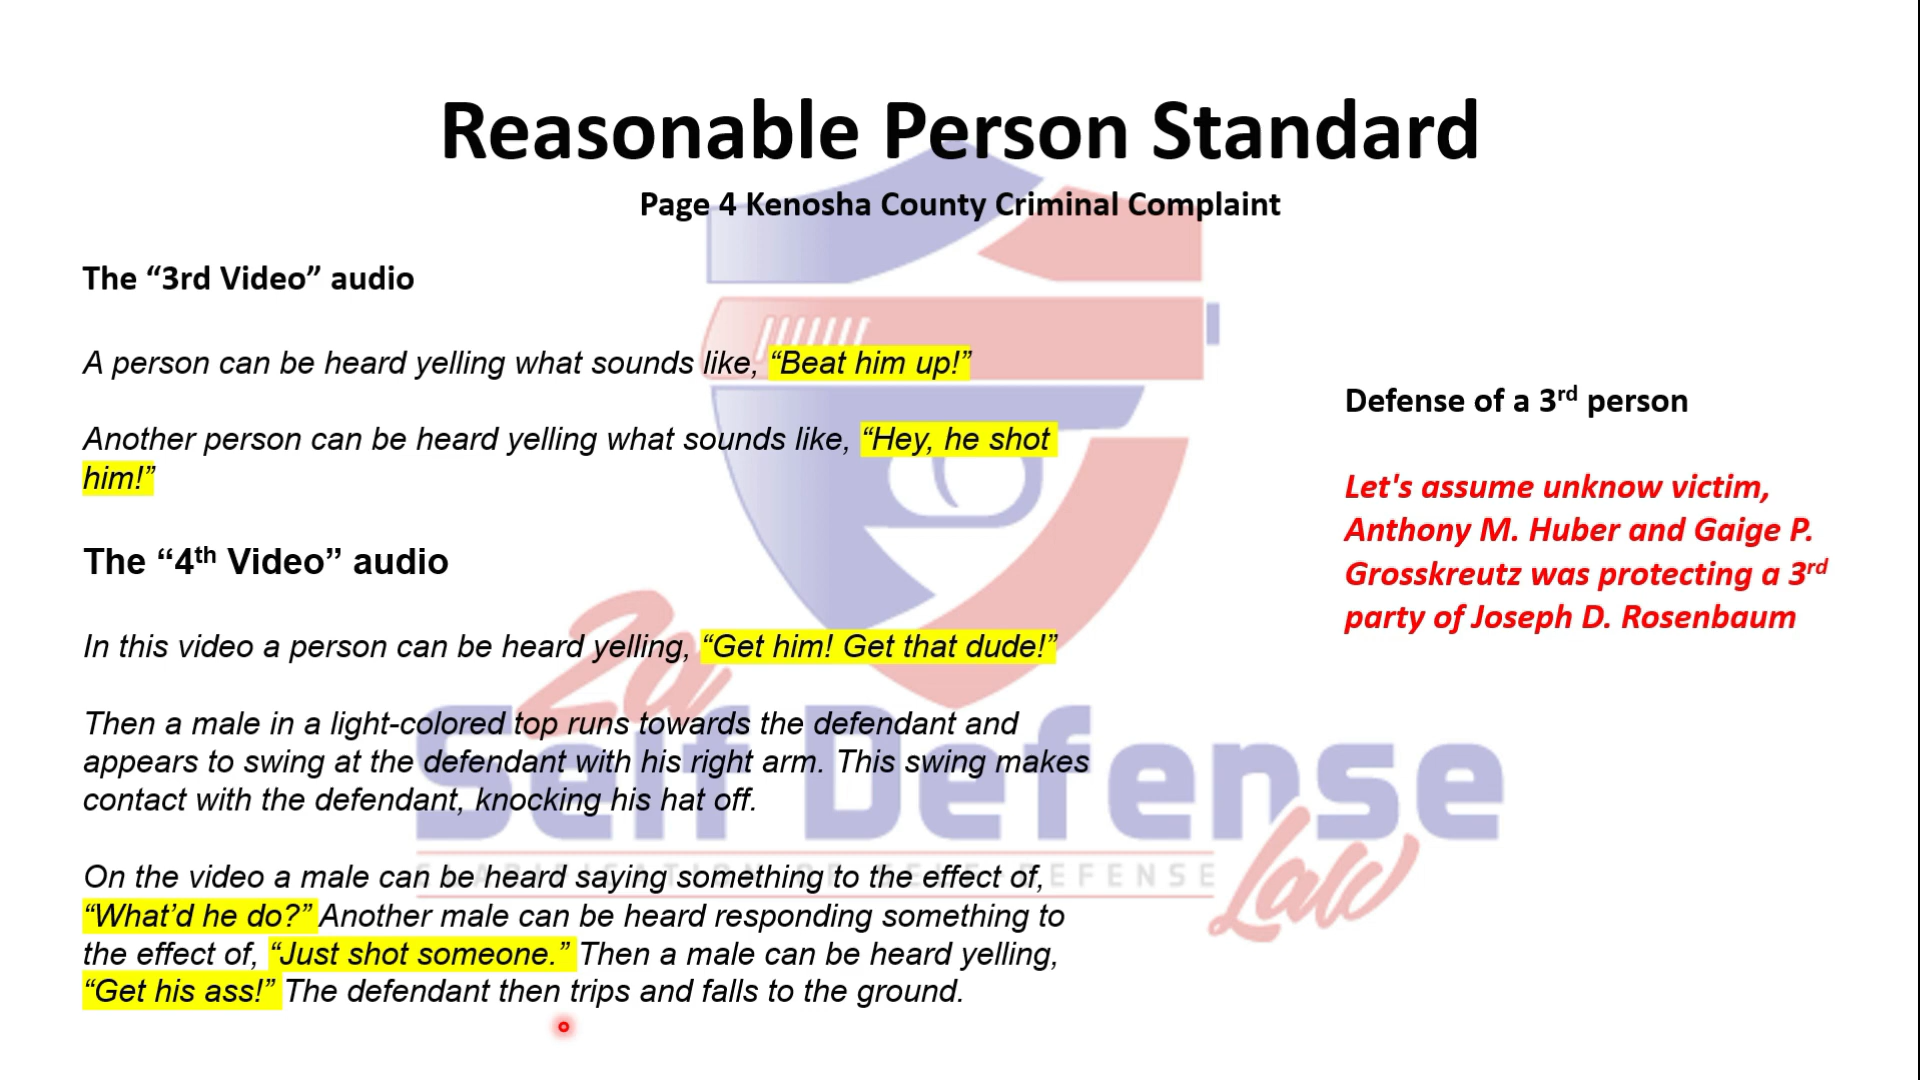 Reasonable Person Standard
Page 4 Kenosha County Criminal Complaint
The “3rd Video” audio
A person can be heard yelling what sounds like, “Beat him up!”
Another person can be heard yelling what sounds like, “Hey, he shot
him!”
The “4th Video” audio
In this video a person can be heard yelling, “Get him! Get that dude!”
Then a male in a light-colored top runs towards the defendant and
appears to swing at the defendant with his right arm. This swing makes
contact with the defendant, knocking his hat off.
On the video a male can be heard saying something to the effect of,
“What’d he do?” Another male can be heard responding something to
the effect of, “Just shot someone.” Then a male can be heard yelling,
“Get his ass!” The defendant then trips and falls to the ground.
Defense of a 3rd person
Let's assume unknow victim,
Anthony M. Huber and Gaige P.
Grosskreutz was protecting a 3rd
party of Joseph D. Rosenbaum
2a
Self Defense
Law